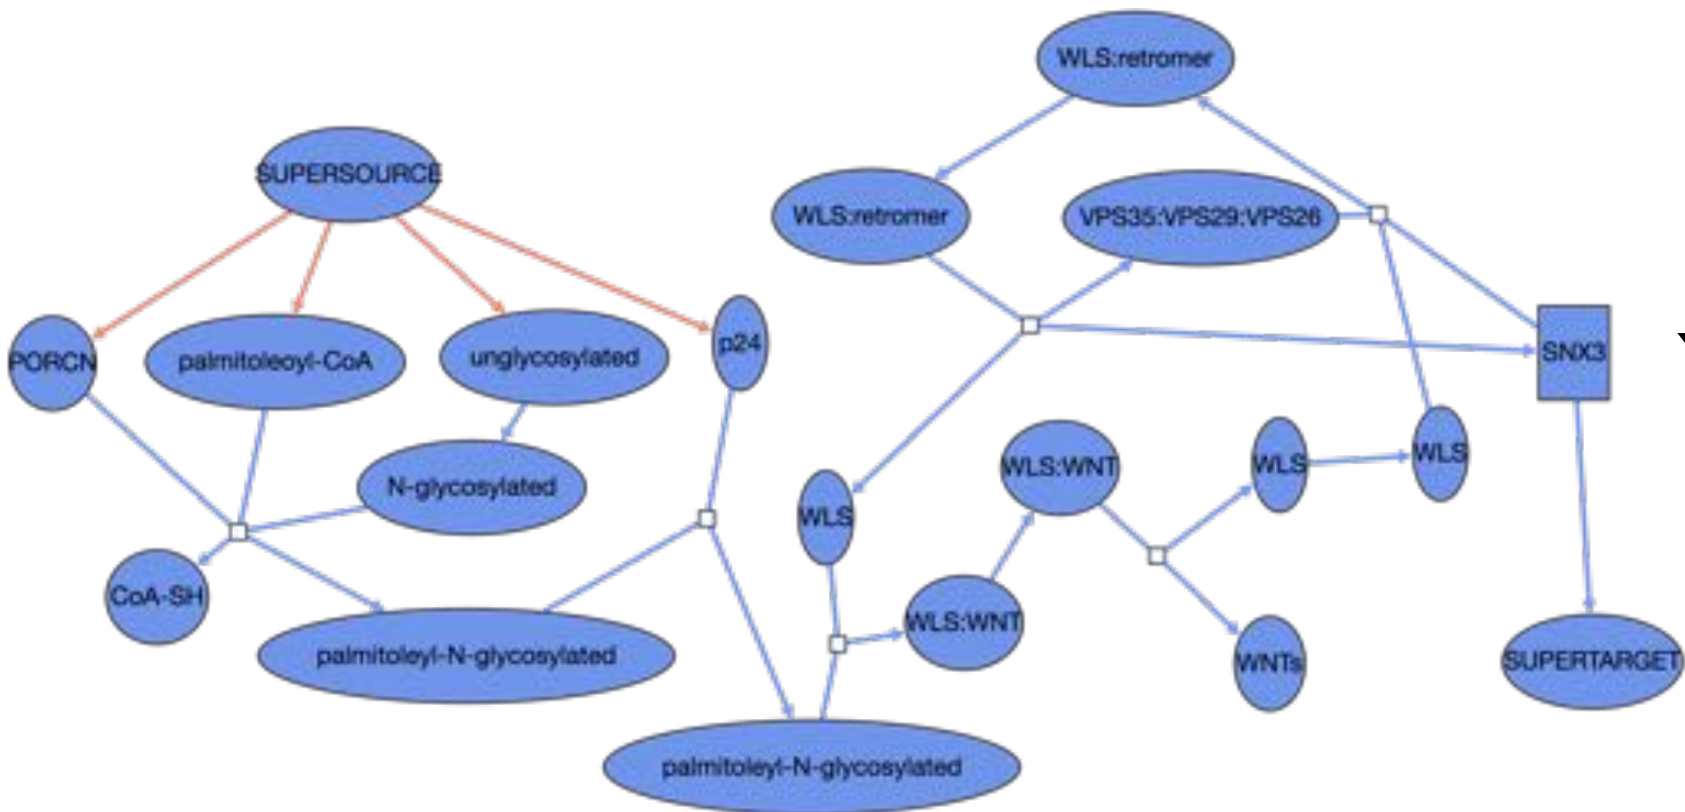 WLS:retromer
SUPERSOURCE
WLS:retromer
VPS35:VPS29:VPS26
PORCN
palmitoleoyl-CoA
unglycosylated
p24
SNX3
N-glycosylated
WLS:WNT
WLS
WLS
WLS
CoA-SH
WLS:WNT
palmitoleyl-N-glycosylated
WNTs
SUPERTARGET
palmitoleyl-N-glycosylated